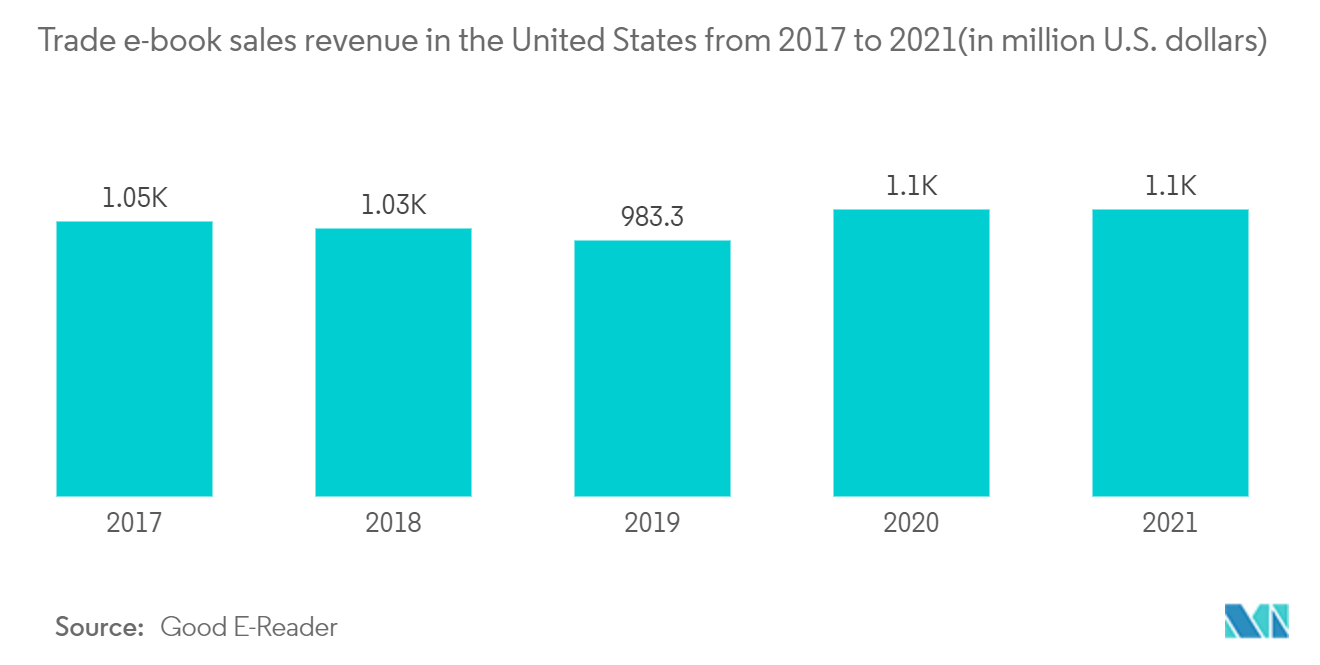 Trade e-book sales revenue in the United States from 2017 to 2021(in million U.S. dollars)
1.05K
1.03K
983.3
1.1K
1.1K
2017
2018
2019
2020
2021
Source: Good E-Reader